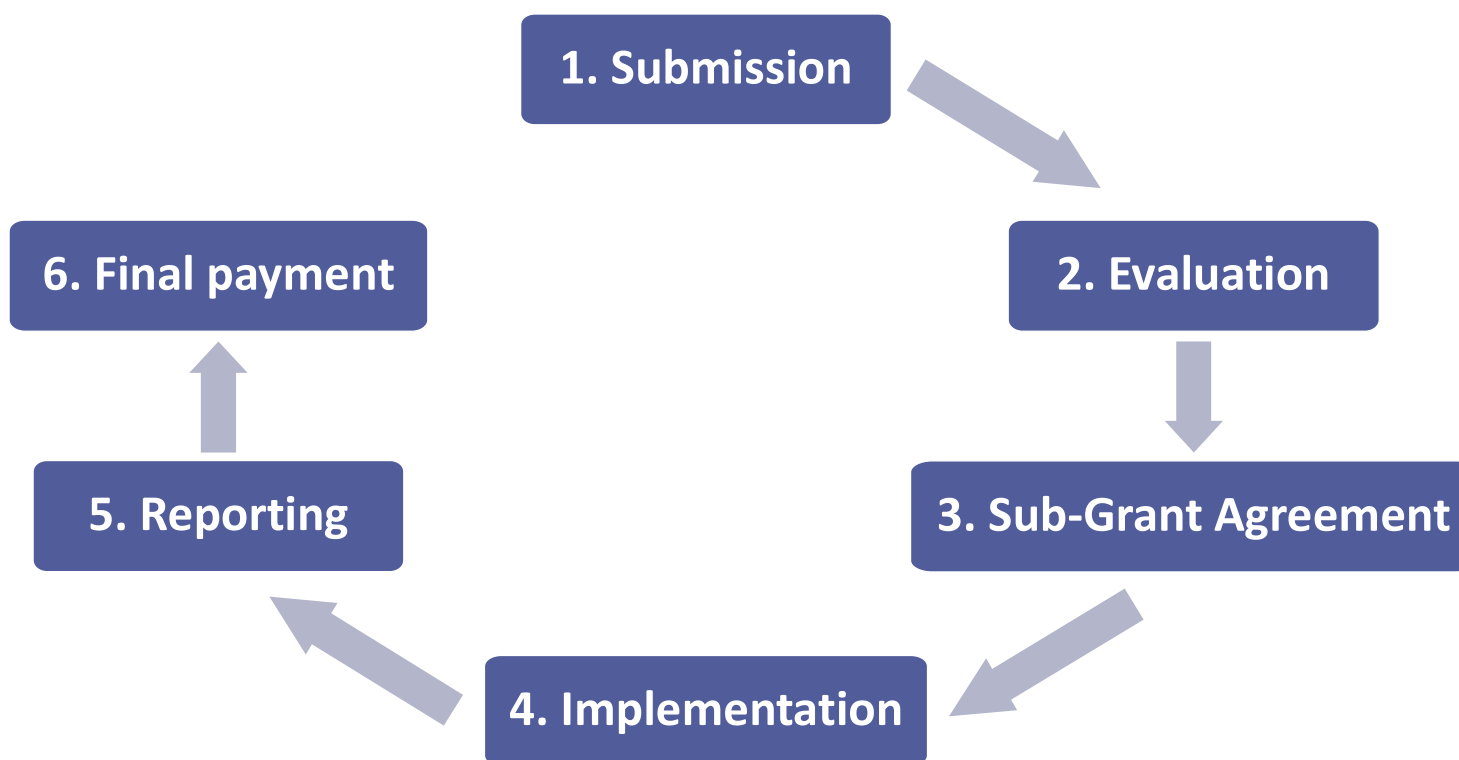 1. Submission
2. Evaluation
3. Sub-Grant Agreement
4. Implementation
5. Reporting
6. Final payment